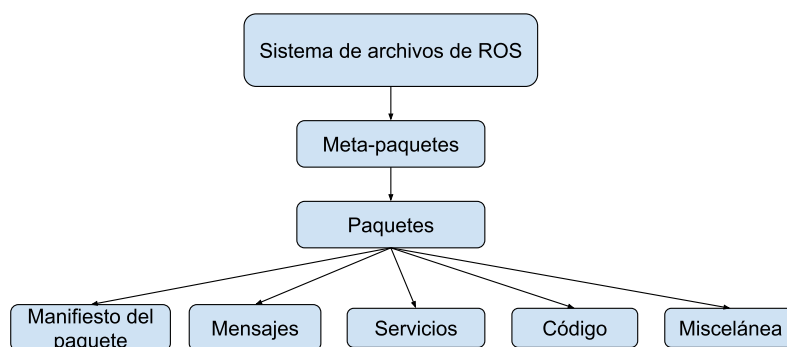 Sistema de archivos de ROS
Meta-paquetes
Paquetes
Manifiesto del
paquete
Mensajes
Servicios
Código
Miscelánea